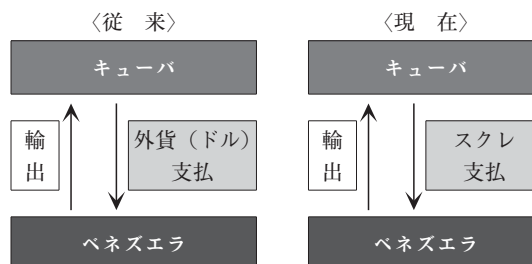 〈従　来〉
キューバ
輸出
外貨（ドル）
支払
ベネズエラ
〈現　在〉
キューバ
輸出
スクレ
支払
ベネズエラ